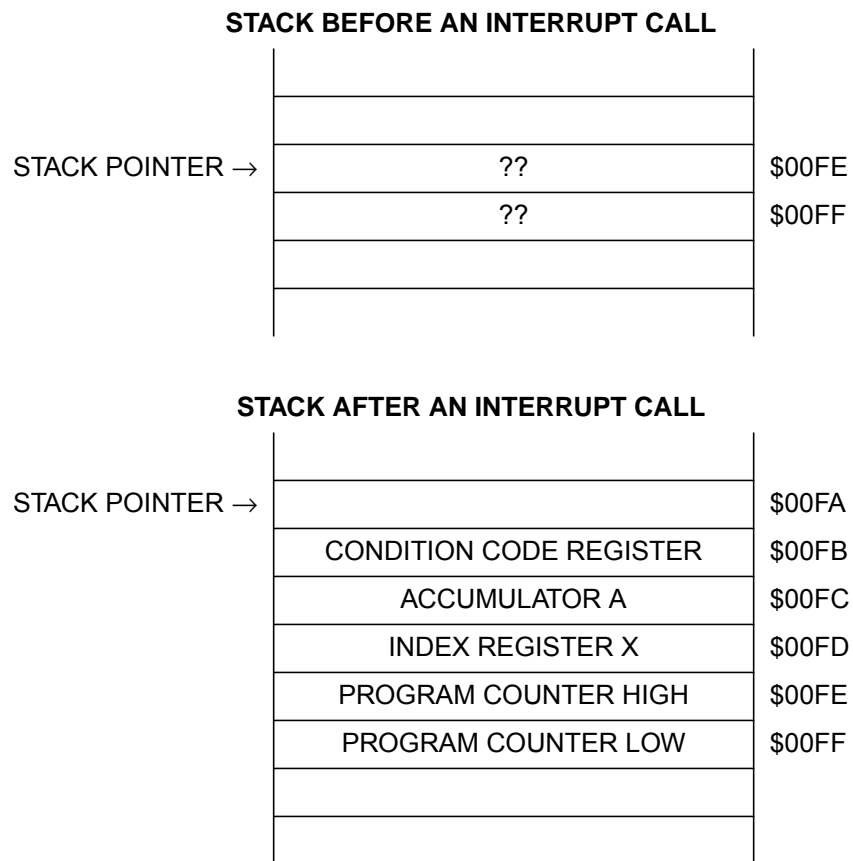 STACK BEFORE AN INTERRUPT CALL
STACK POINTER → ?? $00FE
?? $00FF
STACK AFTER AN INTERRUPT CALL
STACK POINTER → $00FA
CONDITION CODE REGISTER $00FB
ACCUMULATOR A $00FC
INDEX REGISTER X $00FD
PROGRAM COUNTER HIGH $00FE
PROGRAM COUNTER LOW $00FF